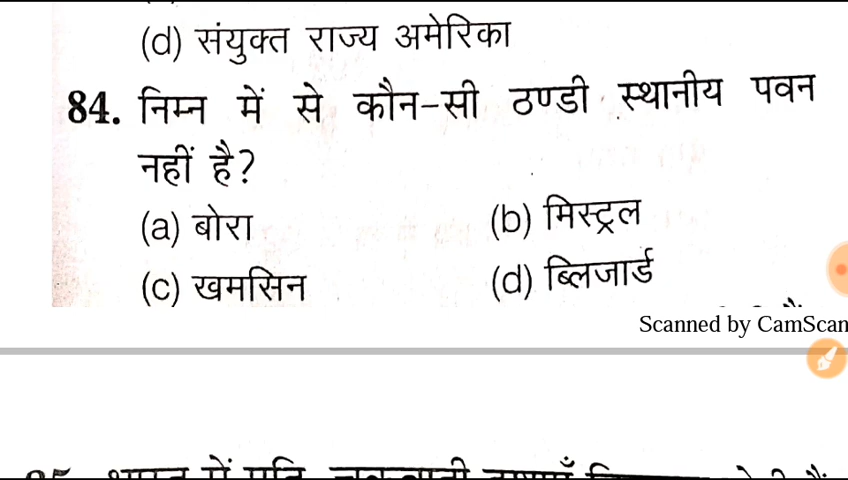 (d) संयुक्त राज्य अमेरिका
84. निम्न में से कौन-सी ठण्डी स्थानीय पवन
नहीं है?
(a) बोरा (b) मिस्ट्रल
(c) खमसिन (d) ब्लिजार्ड
Scanned by CamScan